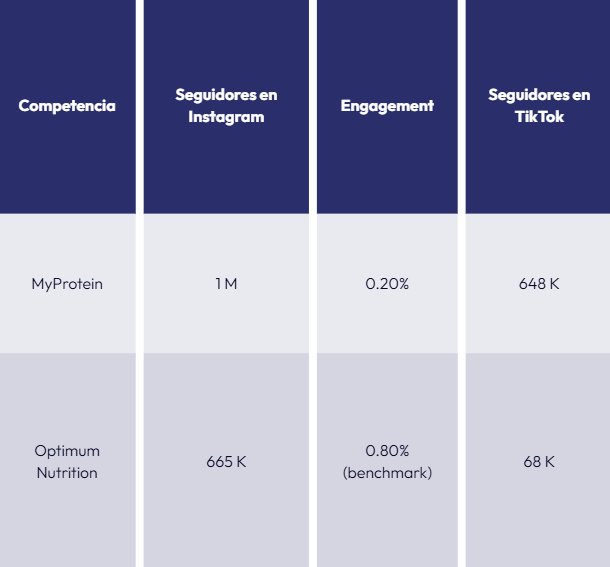 Competencia
Seguidores en
Instagram
Engagement
Seguidores en
TikTok
MyProtein
1 M
0.20%
648 K
Optimum
Nutrition
665 K
0.80%
(benchmark)
68 K